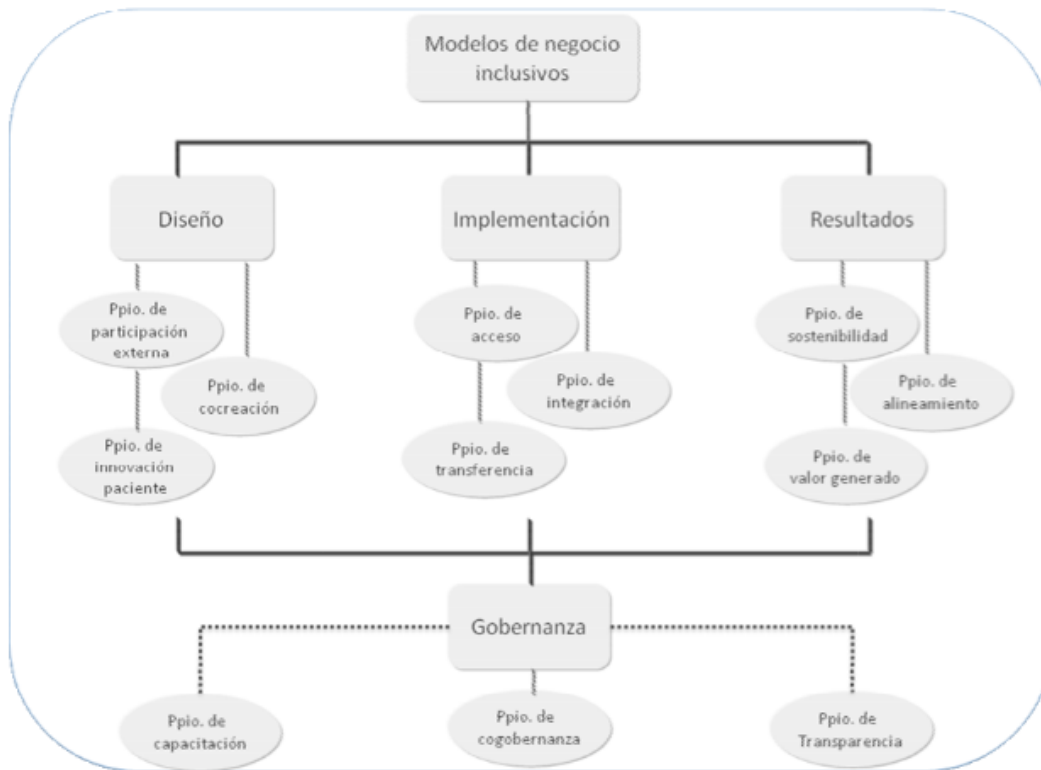 Modelos de negocio
inclusivos
Diseño
Implementación
Resultados
Ppio. de
participación
externa
Ppio. de
cocreación
Ppio. de
innovación
paciente
Ppio. de
acceso
Ppio. de
integración
Ppio. de
transferencia
Ppio. de
sostenibilidad
Ppio. de
alineamiento
Ppio. de
valor generado
Gobernanza
Ppio. de
capacitación
Ppio. de
cogobernanza
Ppio. de
Transparencia